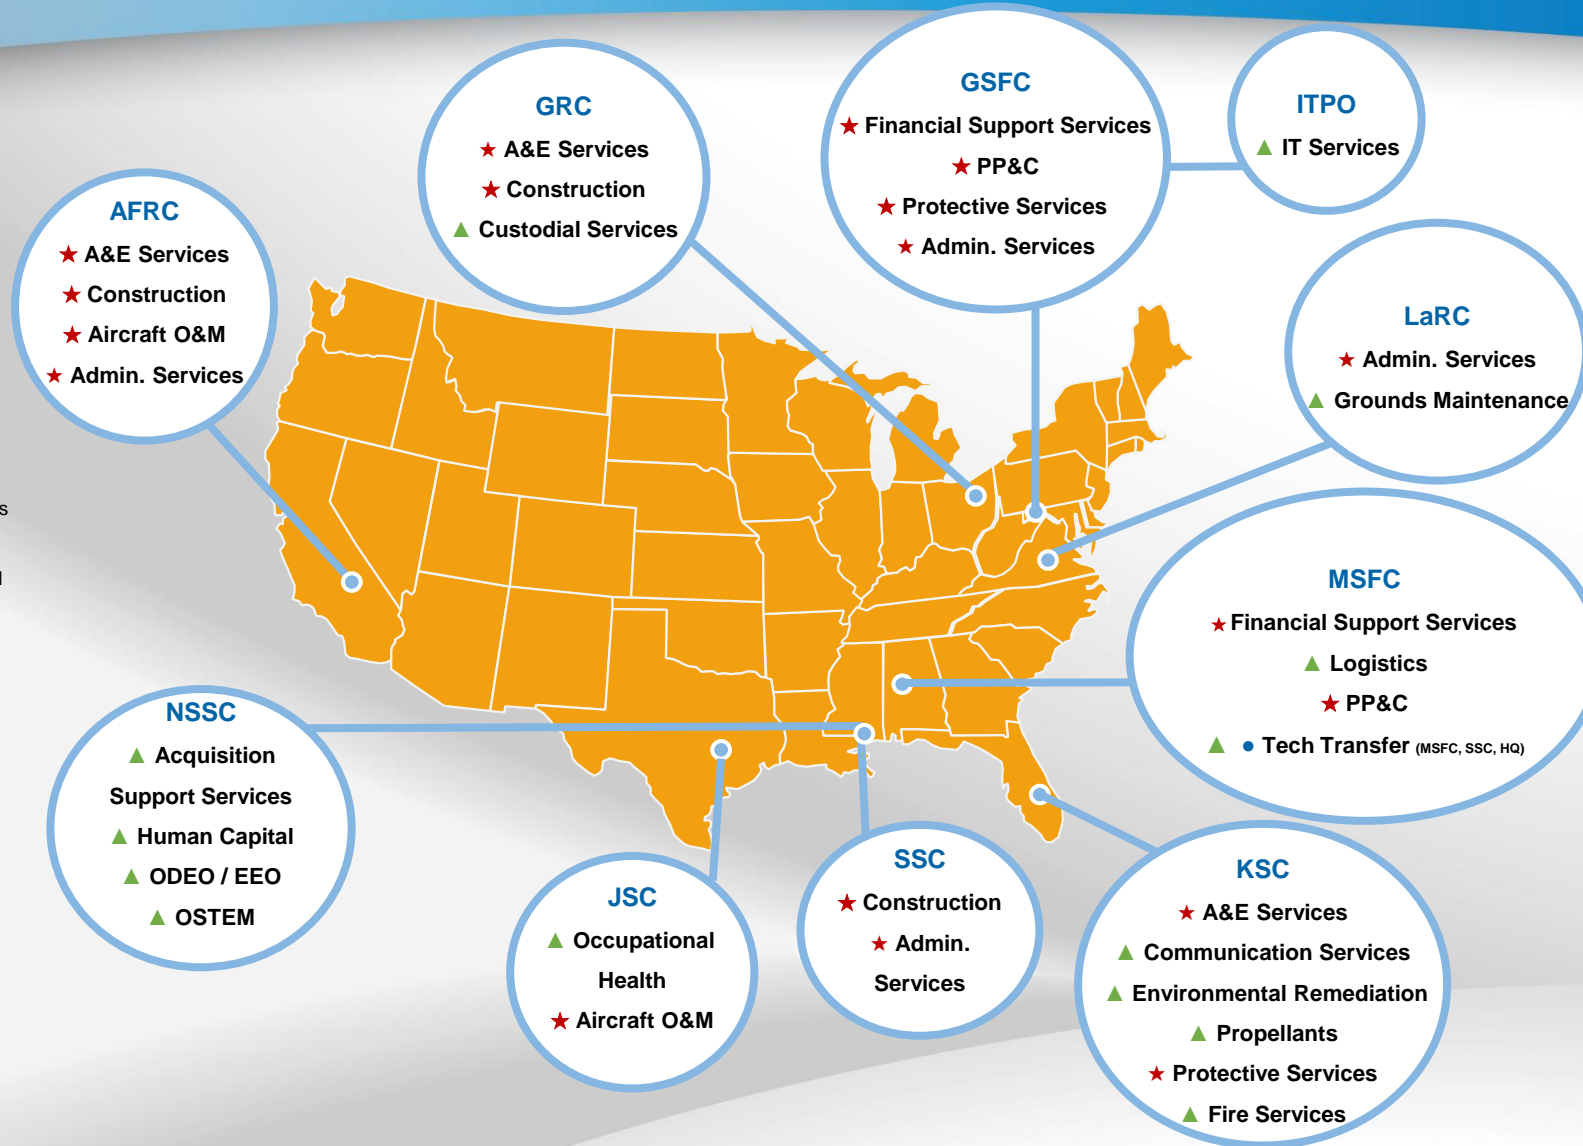 GRC
A&E Services
Construction
Custodial Services
GSFC
Financial Support Services
PP&C
Protective Services
Admin. Services
ITPO
IT Services
AFRC
A&E Services
Construction
Aircraft O&M
Admin. Services
LaRC
Admin. Services
Grounds Maintenance
MSFC
Financial Support Services
Logistics
PP&C
Tech Transfer (MSFC, SSC, HQ)
NSSC
Acquisition
Support Services
Human Capital
ODEO / EEO
OSTEM
JSC
Occupational
Health
Aircraft O&M
SSC
Construction
Admin.
Services
KSC
A&E Services
Communication Services
Environmental Remediation
Propellants
Protective Services
Fire Services